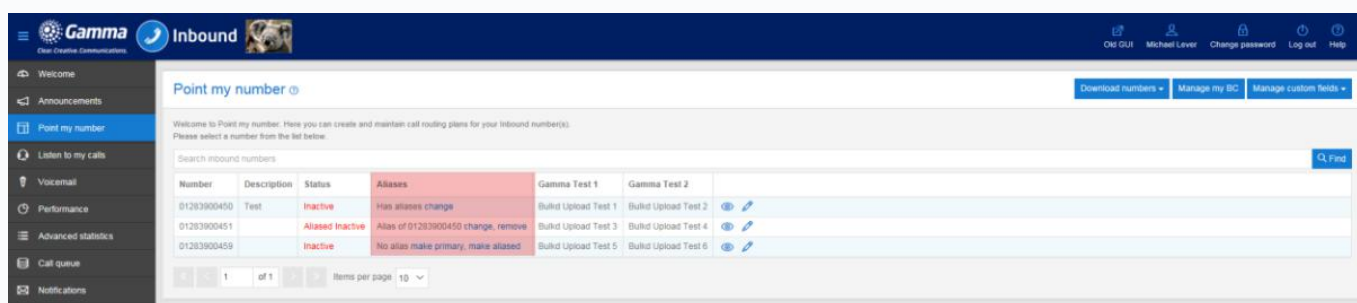 Gamma
Clear Creative Communications.
Inbound
Old GUI
Michael Lever
Change password
Log out
Help
Welcome
Announcements
Point my number
Listen to my calls
Voicemail
Performance
Advanced statistics
Call queue
Notifications
Point my number
Download numbers
Manage my BC
Manage custom fields
Welcome to Point my number. Here you can create and maintain call routing plans for your Inbound number(s).
Please select a number from the list below.
Search inbound numbers
Find
Number Description Status Aliases Gamma Test 1 Gamma Test 2
01283900450 Test Inactive Has aliases change Bulkd Upload Test 1 Bulkd Upload Test 2
01283900451 Aliased Inactive Alias of 01283900450 change, remove Bulkd Upload Test 3 Bulkd Upload Test 4
01283900459 Inactive No alias make primary, make aliased Bulkd Upload Test 5 Bulkd Upload Test 6
1 of 1 Items per page 10